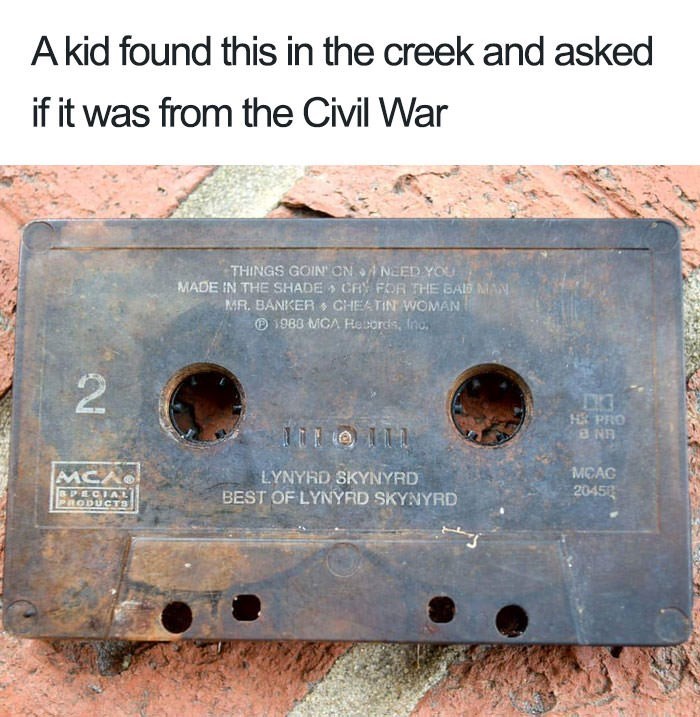 A kid found this in the creek and asked
if it was from the Civil War
THINGS GOIN' ON I NEED YOU
MADE IN THE SHADE CRY FOR THE BAD MAN
MR. BANKER CHEATIN' WOMAN
Ⓟ MCA Records, Inc.
2
HX PRO
B NR
MCA
SPECIAL
PRODUCTS
LYNYRD SKYNYRD
BEST OF LYNYRD SKYNYRD
MCAC